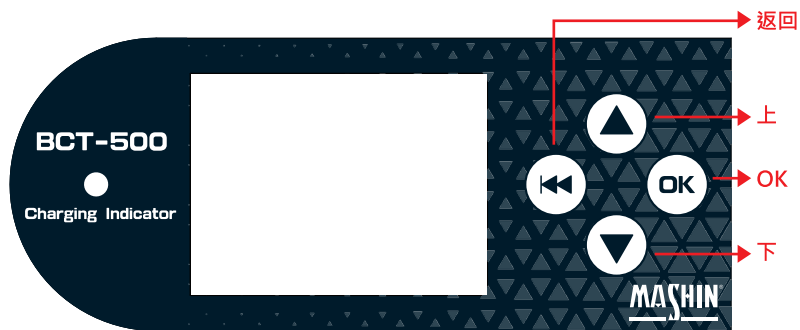 返回
上
BCT-500
OK
OK
Charging Indicator
下
MASHIN